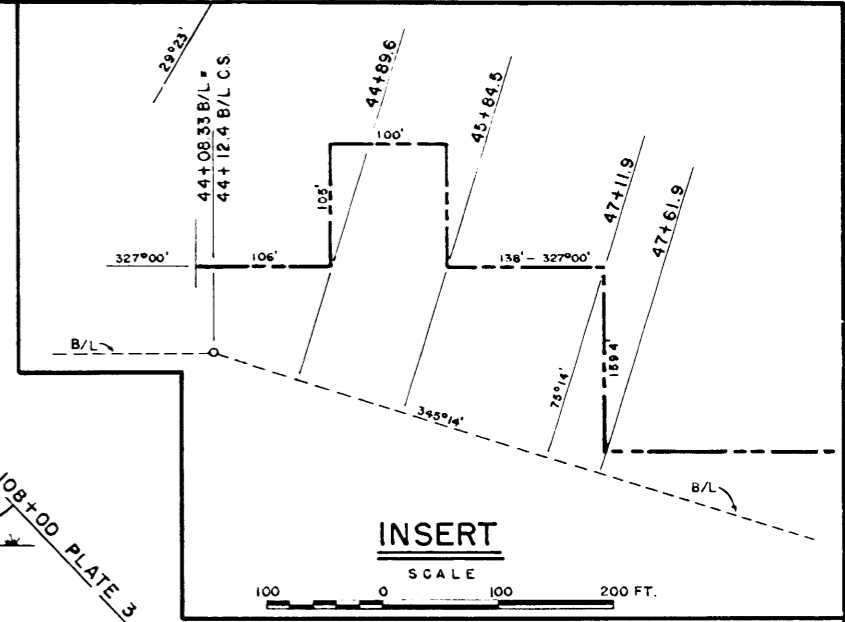 29°23'
44+08.33 B/L =
44+12.4 B/L C.S.
44+89.6
45+84.5
47+11.9
47+61.9
100'
105'
327°00'
106'
138' - 327°00'
B/L
159.4'
75°14'
345°14'
B/L
108+00 PLATE 3
INSERT
SCALE
100 0 100 200 FT.